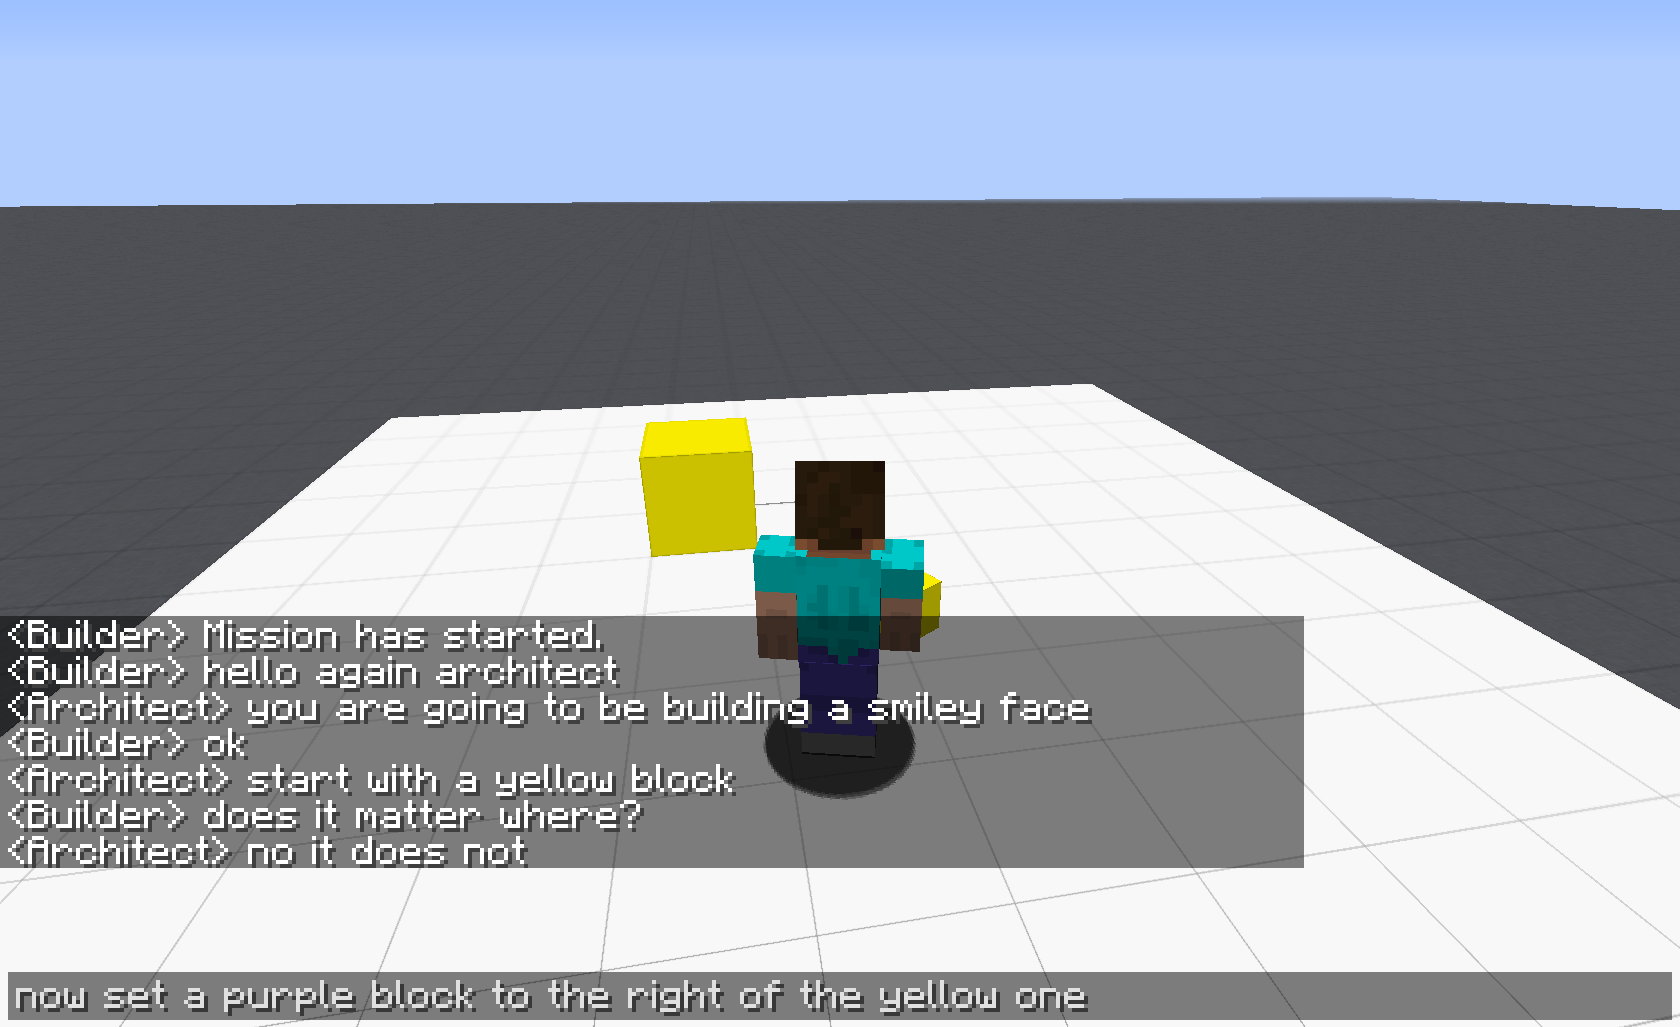 <Builder> Mission has started.
<Builder> hello again architect
<Architect> you are going to be building a smiley face
<Builder> ok
<Architect> start with a yellow block
<Builder> does it matter where?
<Architect> no it does not
now set a purple block to the right of the yellow one